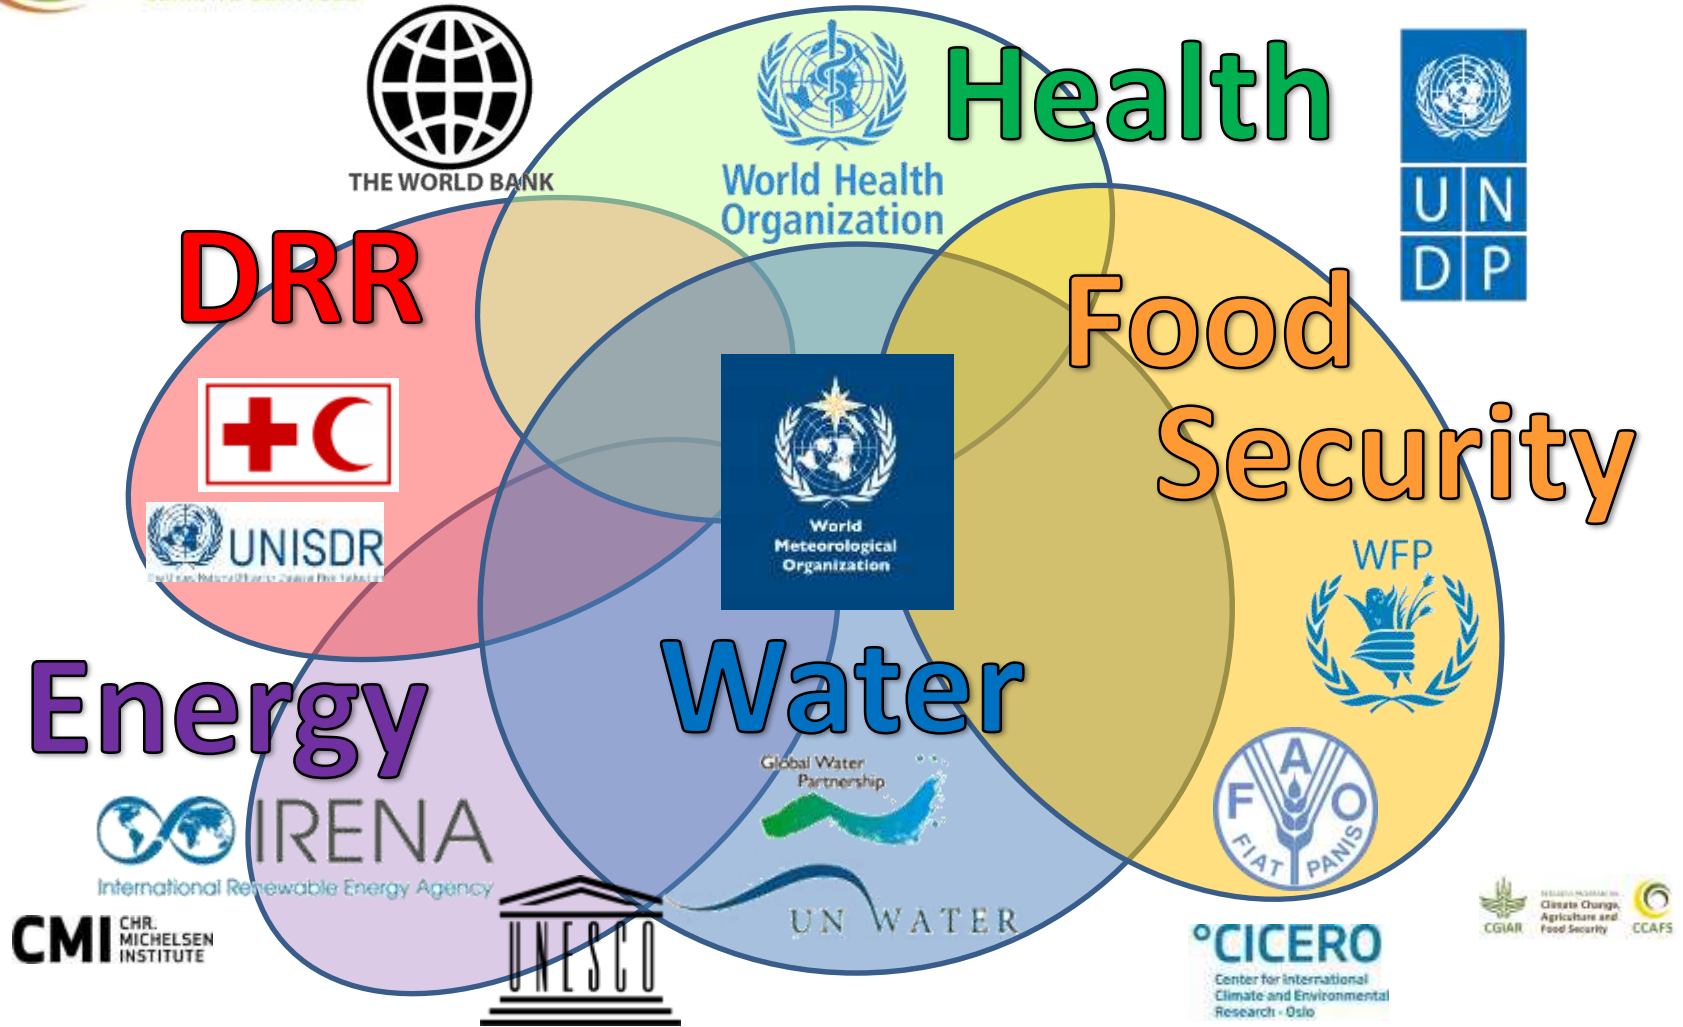 THE WORLD BANK
World Health
Organization
Health
U N
D P
DRR
Food
Security
UNISDR
World
Meteorological
Organization
WFP
Energy
Water
Global Water
Partnership
F A O
FIAT PANIS
IRENA
International Renewable Energy Agency
CMI
CHR.
MICHELSEN
INSTITUTE
UNESCO
UN WATER
°CICERO
Center for International
Climate and Environmental
Research - Oslo
CGIAR
Climate Change,
Agriculture and
Food Security
CCAFS